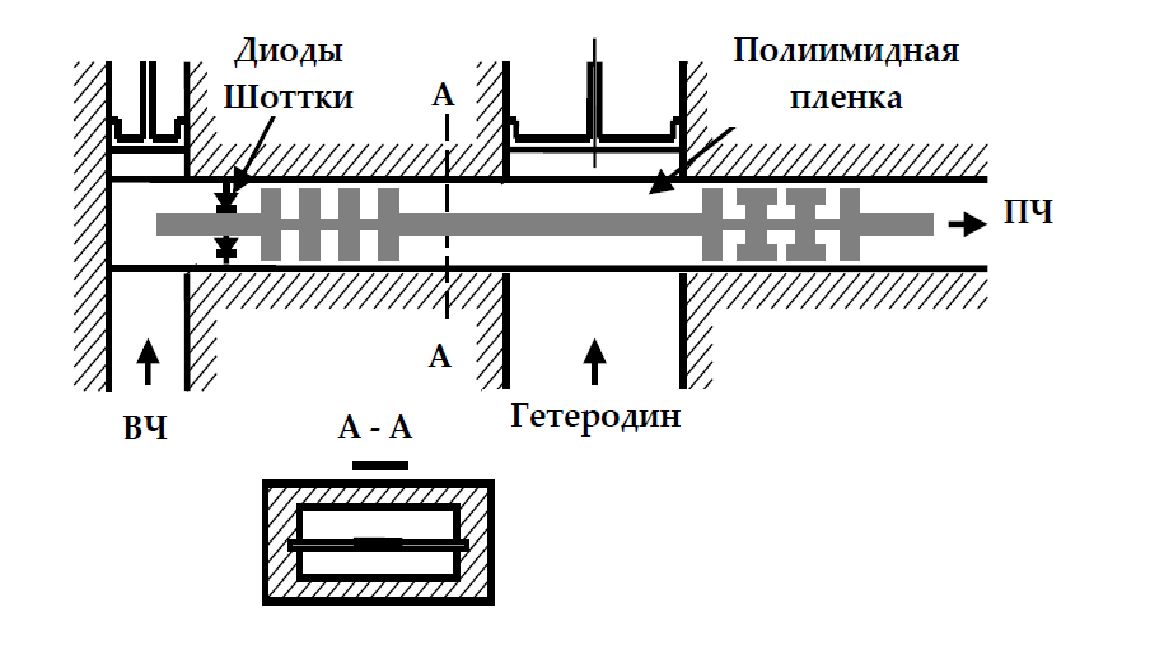 Диоды
Шоттки
А
Полиимидная
пленка
ПЧ
А
ВЧ
Гетеродин
А - А